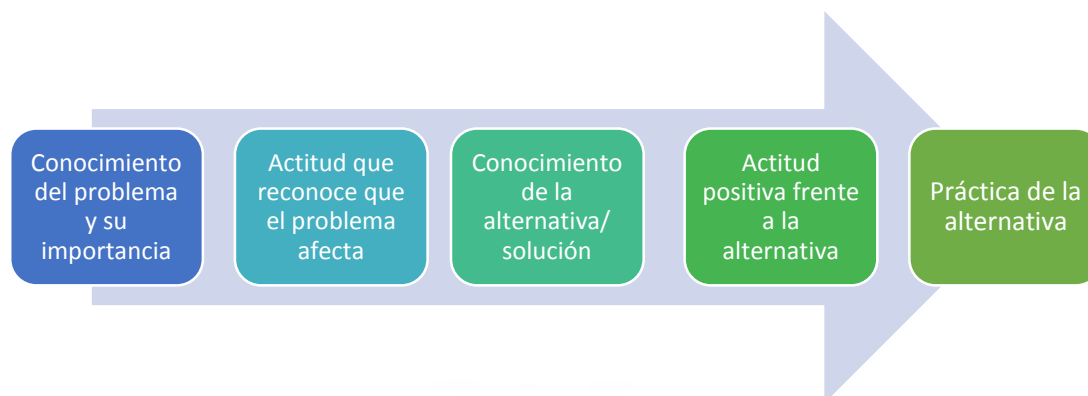 Conocimiento
del problema
y su
importancia
Actitud que
reconoce que
el problema
afecta
Conocimiento
de la
alternativa/
solución
Actitud
positiva frente
a la
alternativa
Práctica de la
alternativa